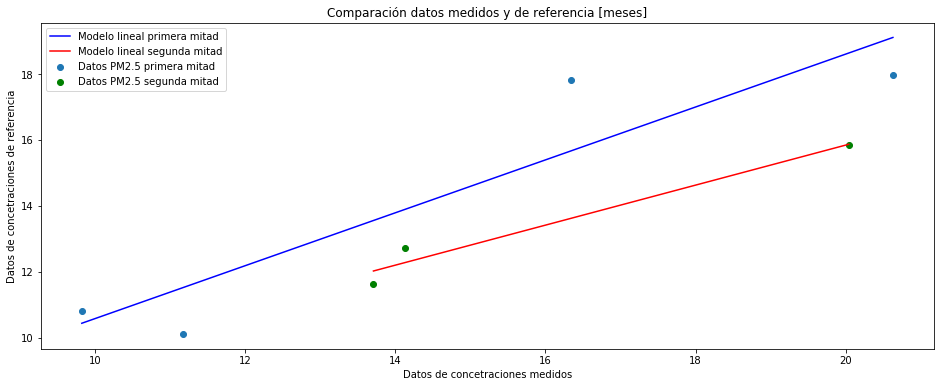 Comparación datos medidos y de referencia [meses]
Modelo lineal primera mitad
Modelo lineal segunda mitad
Datos PM2.5 primera mitad
Datos PM2.5 segunda mitad
Datos de concetraciones de referencia
18
16
14
12
10
10
12
14
16
18
20
Datos de concetraciones medidos